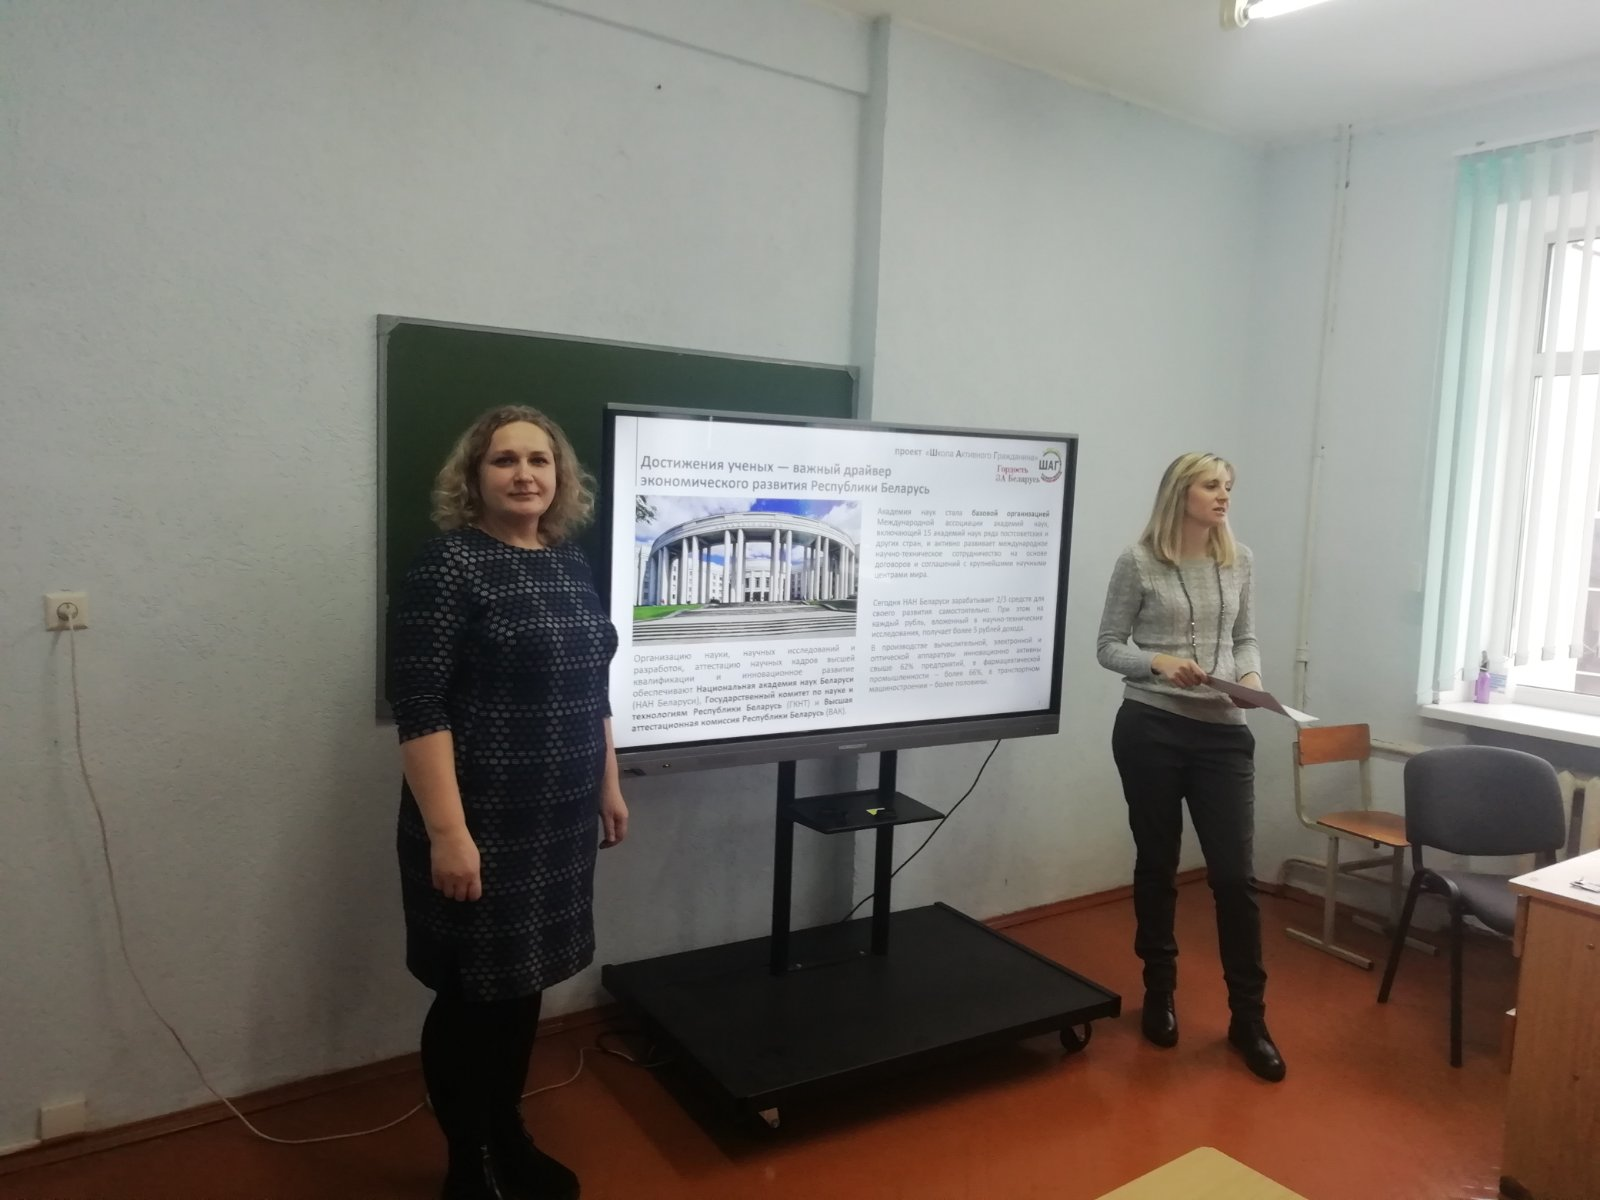 проект «Школа Активного Гражданина»
ШАГ
Гордость
ЗА Беларусь
Достижения ученых — важный драйвер
экономического развития Республики Беларусь
Академия наук стала базовой организацией
Международной ассоциации академий наук,
включающей 15 академий наук ряда постсоветских и
других стран, и активно развивает международное
научно-техническое сотрудничество на основе
договоров и соглашений с крупнейшими научными
центрами мира.
Сегодня НАН Беларуси зарабатывает 2/3 средств для
своего развития самостоятельно. При этом на
каждый рубль, вложенный в научно-технические
исследования, получает более 5 рублей дохода.
В производстве вычислительной, электронной и
оптической аппаратуры инновационно активны
свыше 62% предприятий, в фармацевтической
промышленности – более 66%, в транспортном
машиностроении – более половины.
Организацию науки, научных исследований и
разработок, аттестацию научных кадров высшей
квалификации и инновационное развитие
обеспечивают Национальная академия наук Беларуси
(НАН Беларуси), Государственный комитет по науке и
технологиям Республики Беларусь (ГКНТ) и Высшая
аттестационная комиссия Республики Беларусь (ВАК).